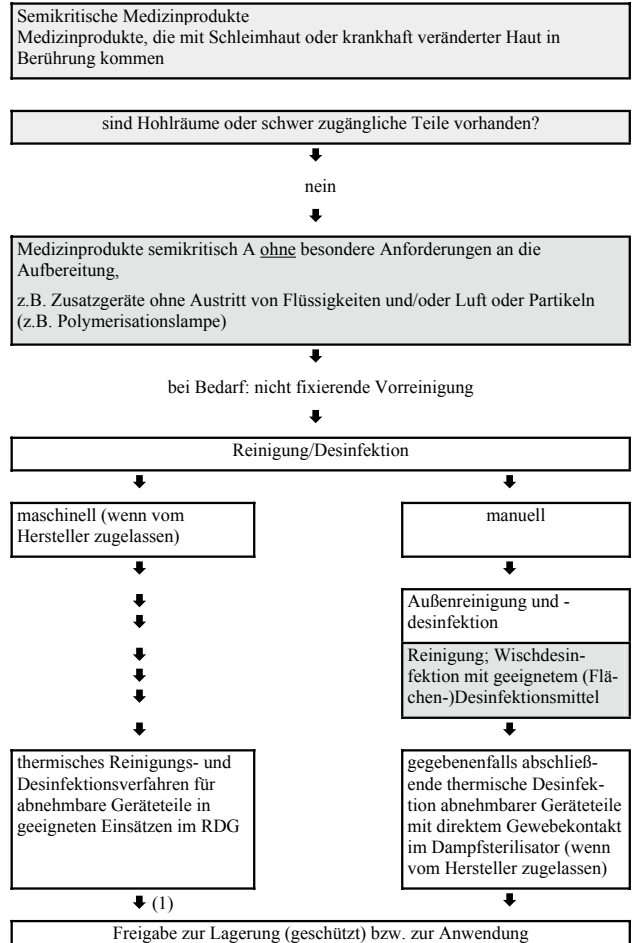 Semikritische Medizinprodukte
Medizinprodukte, die mit Schleimhaut oder krankhaft veränderter Haut in
Berührung kommen
sind Hohlräume oder schwer zugängliche Teile vorhanden?
nein
Medizinprodukte semikritisch A ohne besondere Anforderungen an die
Aufbereitung,
z.B. Zusatzgeräte ohne Austritt von Flüssigkeiten und/oder Luft oder Partikeln
(z.B. Polymerisationslampe)
bei Bedarf: nicht fixierende Vorreinigung
Reinigung/Desinfektion
maschinell (wenn vom
Hersteller zugelassen)
manuell
Außenreinigung und -
desinfektion
Reinigung; Wischdesin-
fektion mit geeignetem (Flä-
chen-)Desinfektionsmittel
thermisches Reinigungs- und
Desinfektionsverfahren für
abnehmbare Geräteteile in
geeigneten Einsätzen im RDG
gegebenenfalls abschließ-
ende thermische Desinfek-
tion abnehmbarer Geräteteile
mit direktem Gewebekontakt
im Dampfsterilisator (wenn
vom Hersteller zugelassen)
(1)
Freigabe zur Lagerung (geschützt) bzw. zur Anwendung